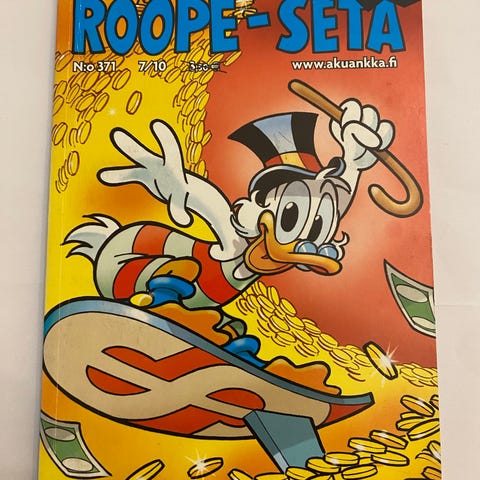 ROOPE-SETÄ
N:o 371 7/10
www.akuankka.fi